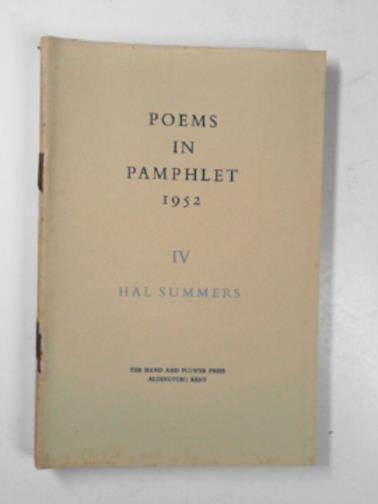 POEMS
IN
PAMPHLET
1952
IV
HAL SUMMERS
THE HAND AND FLOWER PRESS
ALDINGTON: KENT